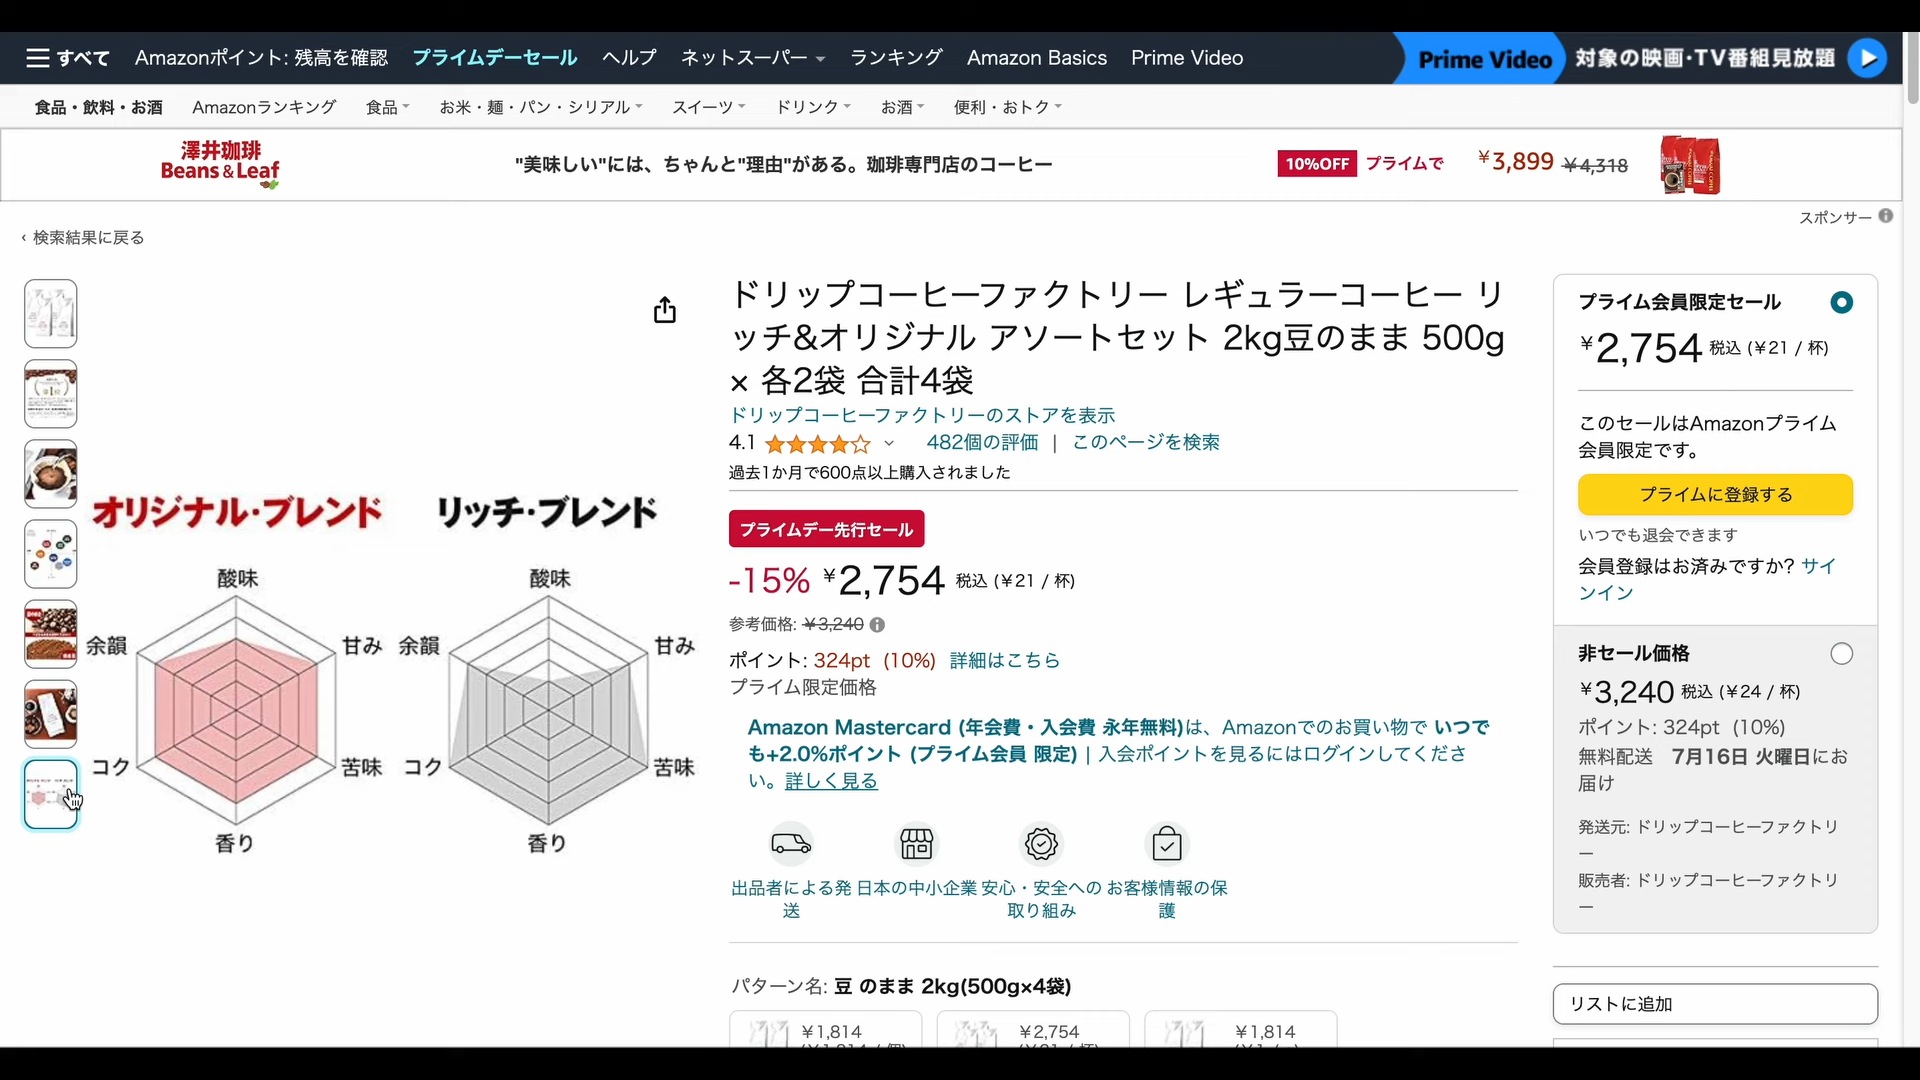 すべて Amazonポイント: 残高を確認 プライムデーセール ヘルプ ネットスーパー ランキング Amazon Basics Prime Video Prime Video 対象の映画・TV番組見放題
食品・飲料・お酒 Amazonランキング 食品 お米・麺・パン・シリアル スイーツ ドリンク お酒 便利・おトク
澤井珈琲
Beans & Leaf
"美味しい"には、ちゃんと"理由"がある。珈琲専門店のコーヒー
10%OFF プライムで ¥3,899 ¥4,318
スポンサー
‹ 検索結果に戻る
オリジナル・ブレンド
酸味
余韻 甘み
コク 苦味
香り
リッチ・ブレンド
酸味
余韻 甘み
コク 苦味
香り
ドリップコーヒーファクトリー レギュラーコーヒー リ
ッチ&オリジナル アソートセット 2kg豆のまま 500g
× 各2袋 合計4袋
ドリップコーヒーファクトリーのストアを表示
4.1 482個の評価 | このページを検索
過去1か月で600点以上購入されました
プライムデー先行セール
-15% ¥2,754 税込 (¥21 / 杯)
参考価格: ¥3,240
ポイント: 324pt (10%) 詳細はこちら
プライム限定価格
Amazon Mastercard (年会費・入会費 永年無料)は、Amazonでのお買い物で いつで
も+2.0%ポイント (プライム会員 限定) | 入会ポイントを見るにはログインしてくださ
い。詳しく見る
出品者による発
送
日本の中小企業
安心・安全への
取り組み
お客様情報の保
護
パターン名: 豆 のまま 2kg(500g×4袋)
¥1,814 ¥2,754 ¥1,814
プライム会員限定セール
¥2,754 税込 (¥21 / 杯)
このセールはAmazonプライム
会員限定です。
プライムに登録する
いつでも退会できます
会員登録はお済みですか? サイ
ンイン
非セール価格
¥3,240 税込 (¥24 / 杯)
ポイント: 324pt (10%)
無料配送 7月16日 火曜日にお
届け
発送元: ドリップコーヒーファクトリ
ー
販売者: ドリップコーヒーファクトリ
ー
リストに追加